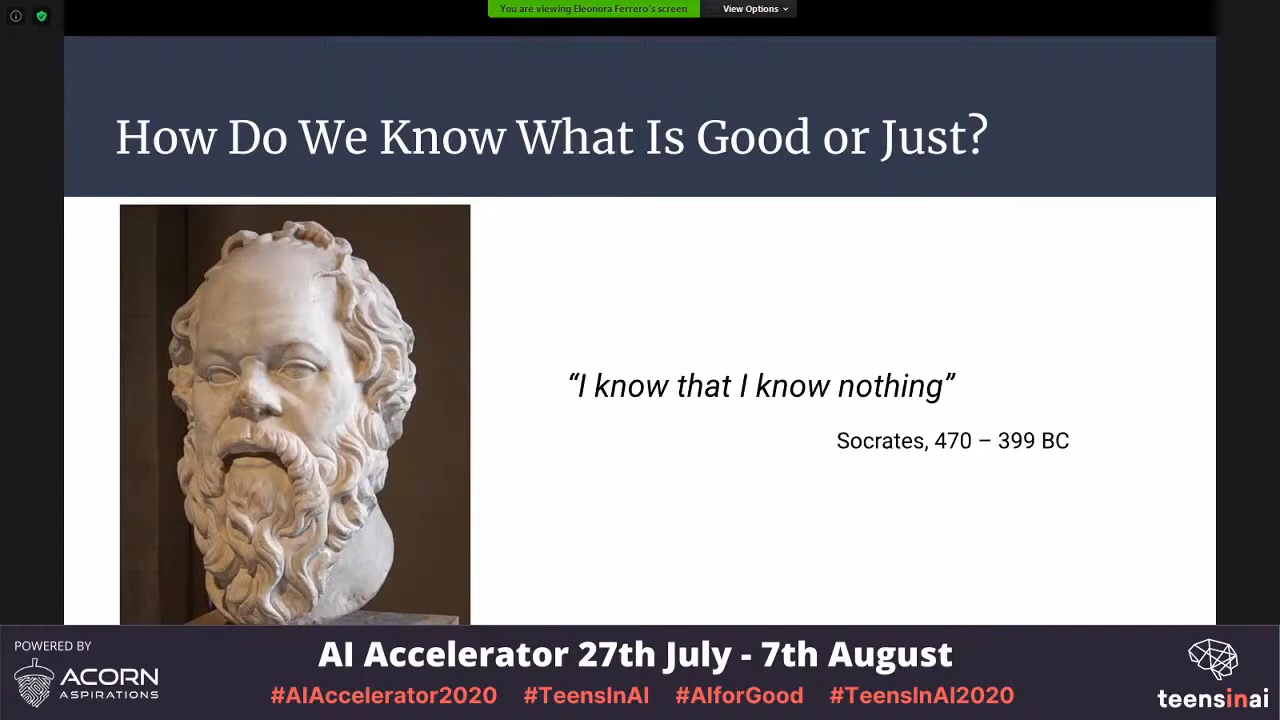 You are viewing Eleonora Ferrero's screen
View Options
How Do We Know What Is Good or Just?
“I know that I know nothing”
Socrates, 470 – 399 BC
POWERED BY
ACORN
ASPIRATIONS
AI Accelerator 27th July - 7th August
#AIAccelerator2020 #TeensInAI #AIforGood #TeensInAI2020
teensinai